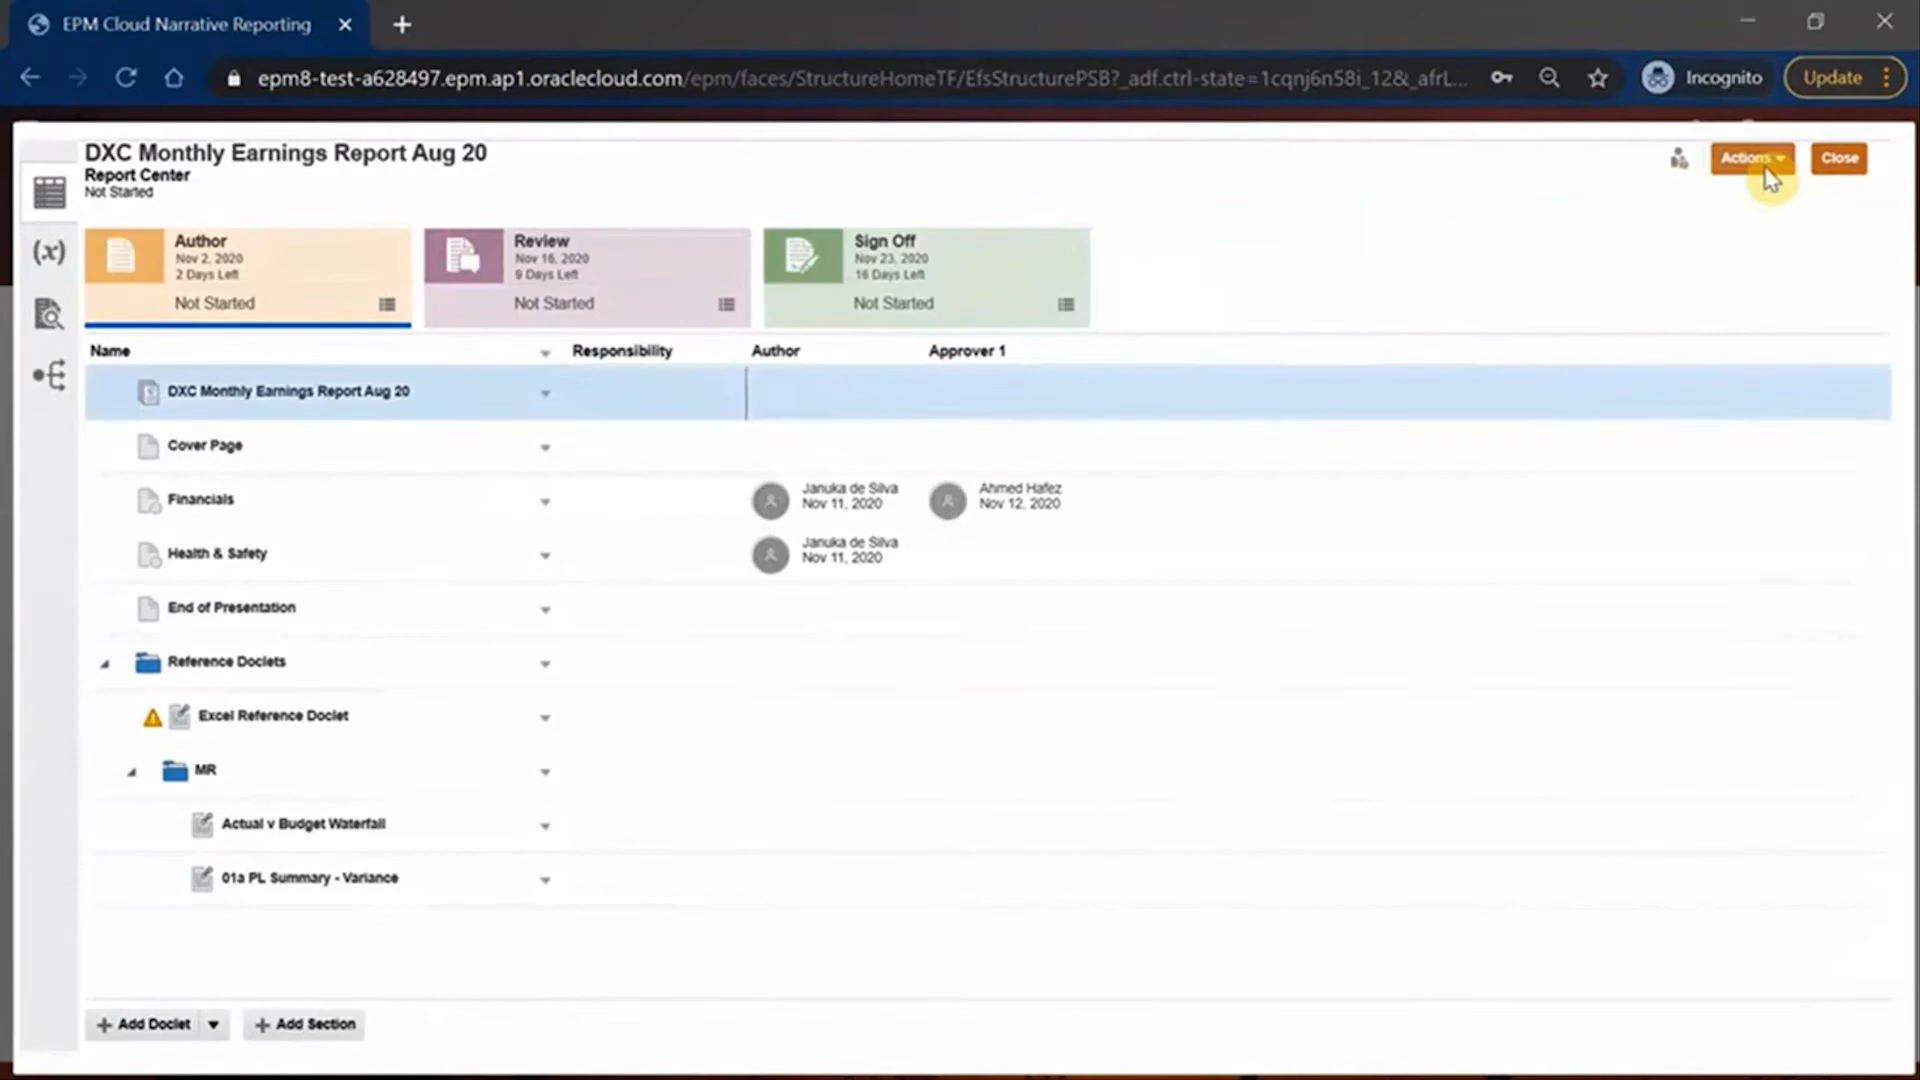 EPM Cloud Narrative Reporting
epm8-test-a628497.epm.ap1.oraclecloud.com/epm/faces/StructureHomeTF/EfsStructurePSB?_adf.ctrl-state=1cqnj6n58i_12&_afrL...
Incognito
Update
DXC Monthly Earnings Report Aug 20
Report Center
Not Started
Actions
Close
(x)
Author
Nov 2, 2020
2 Days Left
Not Started
Review
Nov 16, 2020
9 Days Left
Not Started
Sign Off
Nov 23, 2020
16 Days Left
Not Started
Name Responsibility Author Approver 1
DXC Monthly Earnings Report Aug 20
Cover Page
Financials
Januka de Silva
Nov 11, 2020
Ahmed Hafez
Nov 12, 2020
Health & Safety
Januka de Silva
Nov 11, 2020
End of Presentation
Reference Doclets
Excel Reference Doclet
MR
Actual v Budget Waterfall
01a PL Summary - Variance
Add Doclet
Add Section